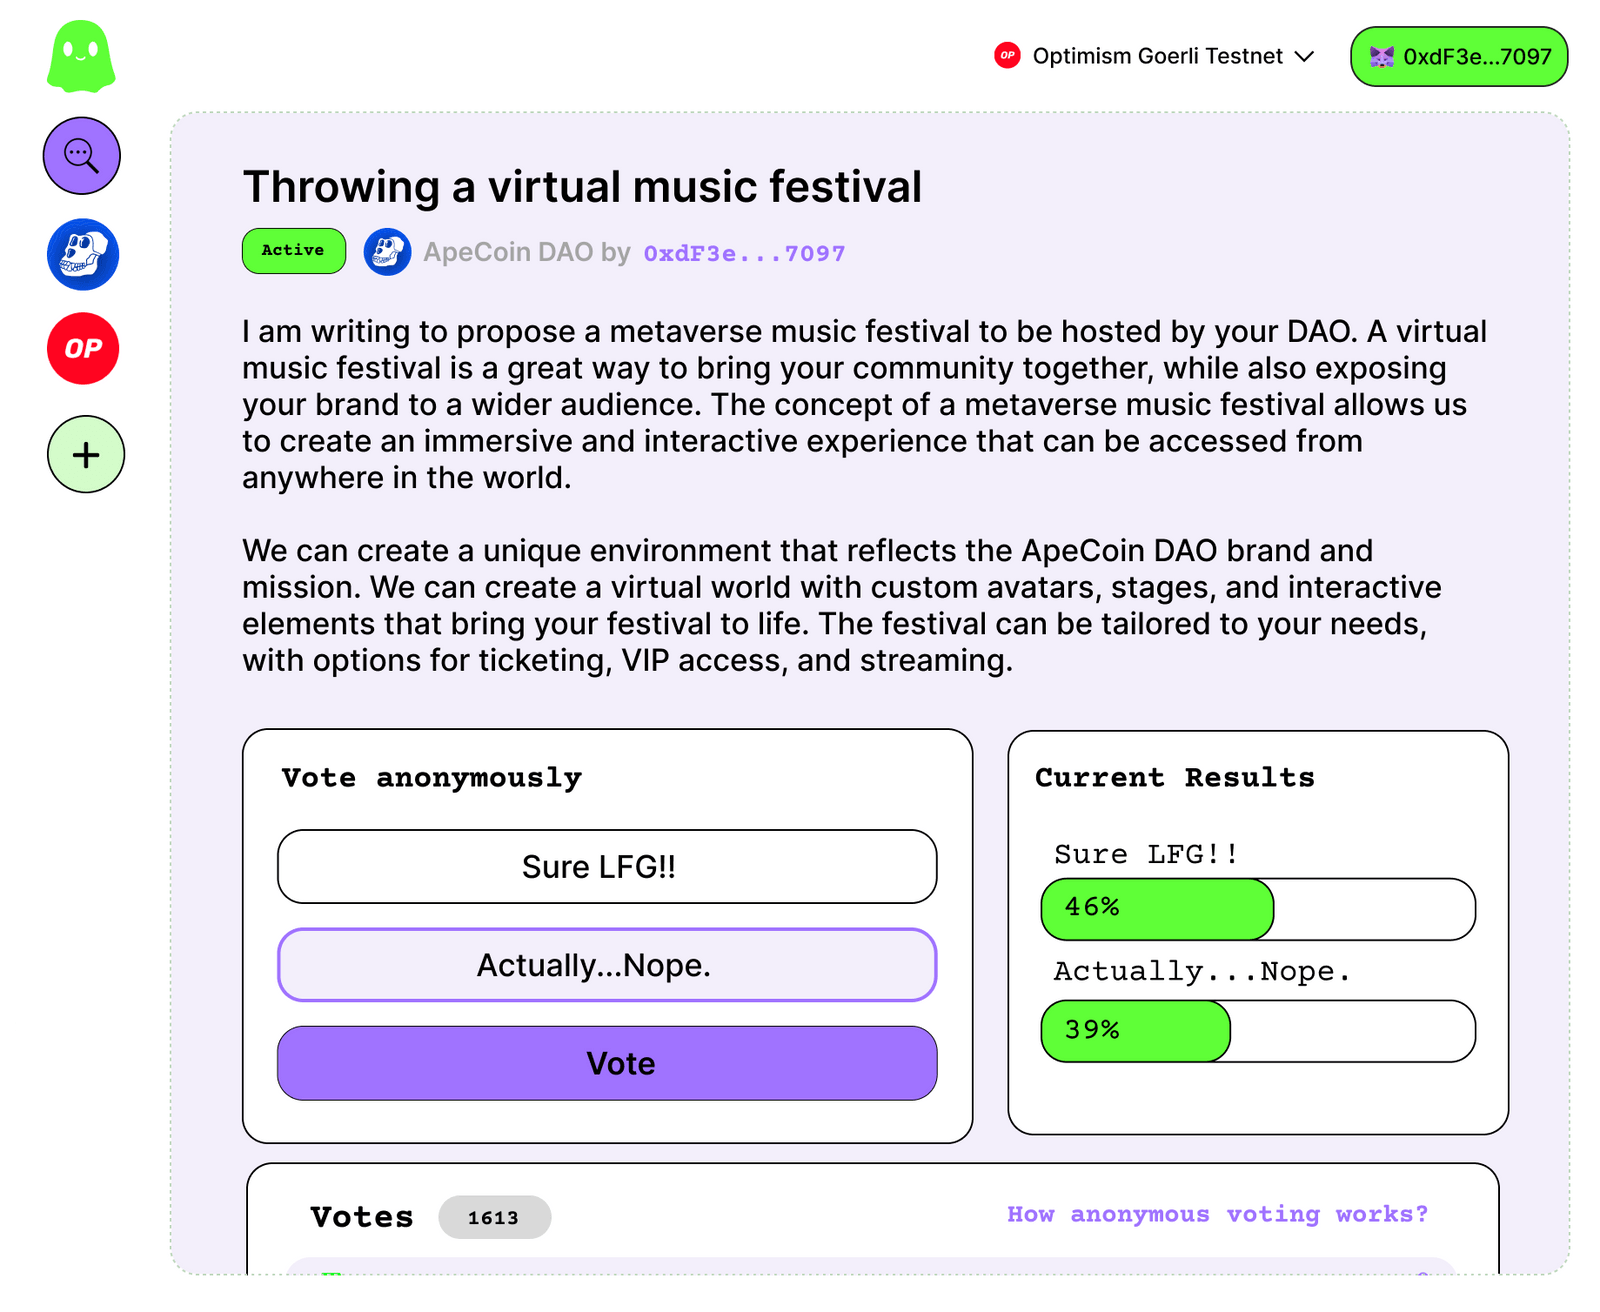 OP Optimism Goerli Testnet
0xdF3e...7097
OP
Throwing a virtual music festival
Active
ApeCoin DAO by 0xdF3e...7097
I am writing to propose a metaverse music festival to be hosted by your DAO. A virtual
music festival is a great way to bring your community together, while also exposing
your brand to a wider audience. The concept of a metaverse music festival allows us
to create an immersive and interactive experience that can be accessed from
anywhere in the world.
We can create a unique environment that reflects the ApeCoin DAO brand and
mission. We can create a virtual world with custom avatars, stages, and interactive
elements that bring your festival to life. The festival can be tailored to your needs,
with options for ticketing, VIP access, and streaming.
Vote anonymously
Sure LFG!!
Actually...Nope.
Vote
Current Results
Sure LFG!!
46%
Actually...Nope.
39%
Votes
1613
How anonymous voting works?